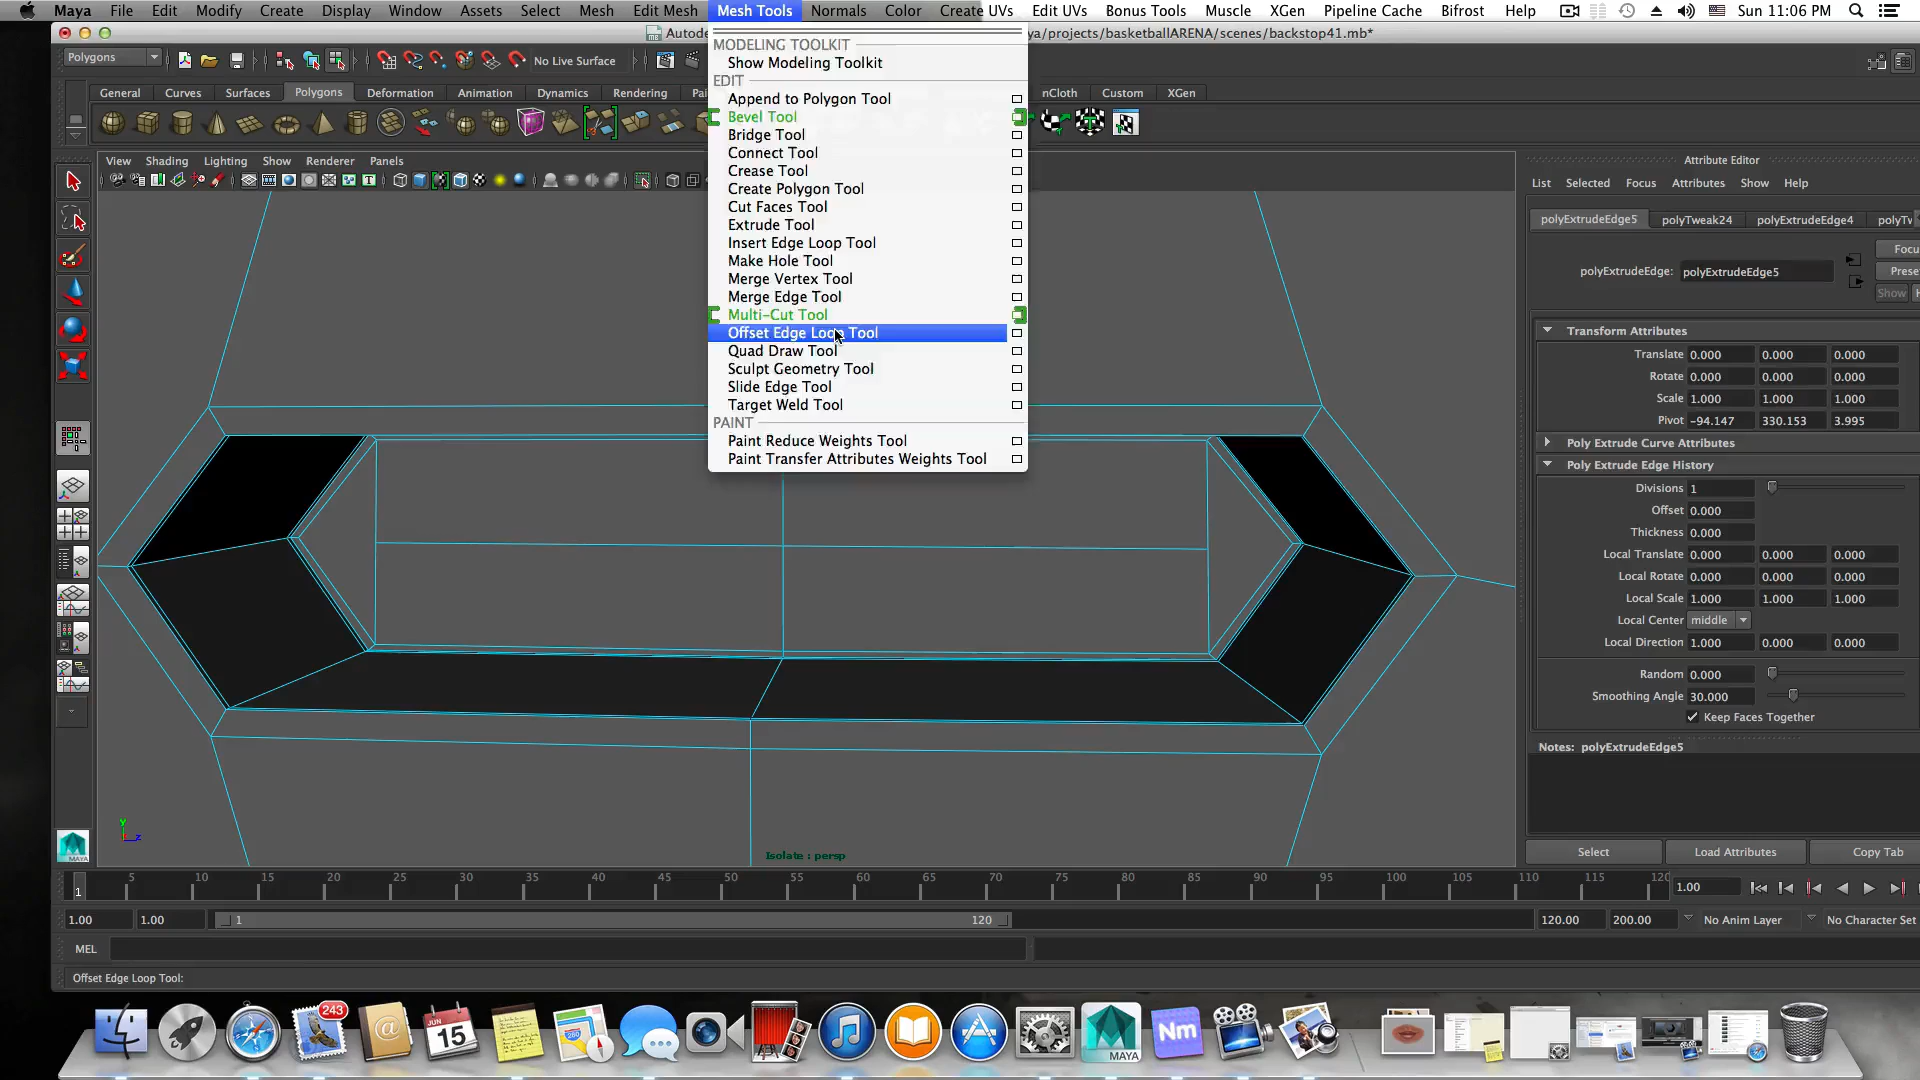 Maya File Edit Modify Create Display Window Assets Select Mesh Edit Mesh Mesh Tools Normals Color Create UVs Edit UVs Bonus Tools Muscle XGen Pipeline Cache Bifrost Help Sun 11:06 PM
Autode
ya/projects/basketballARENA/scenes/backstop41.mb*
Polygons
No Live Surface
General Curves Surfaces Polygons Deformation Animation Dynamics Rendering Pai
nCloth Custom XGen
MODELING TOOLKIT
Show Modeling Toolkit
EDIT
Append to Polygon Tool
Bevel Tool
Bridge Tool
Connect Tool
Crease Tool
Create Polygon Tool
Cut Faces Tool
Extrude Tool
Insert Edge Loop Tool
Make Hole Tool
Merge Vertex Tool
Merge Edge Tool
Multi-Cut Tool
Offset Edge Loop Tool
Quad Draw Tool
Sculpt Geometry Tool
Slide Edge Tool
Target Weld Tool
PAINT
Paint Reduce Weights Tool
Paint Transfer Attributes Weights Tool
View Shading Lighting Show Renderer Panels
Attribute Editor
List Selected Focus Attributes Show Help
polyExtrudeEdge5 polyTweak24 polyExtrudeEdge4 polyTv
Focu
polyExtrudeEdge: polyExtrudeEdge5
Prese
Show H
Transform Attributes
Translate 0.000 0.000 0.000
Rotate 0.000 0.000 0.000
Scale 1.000 1.000 1.000
Pivot -94.147 330.153 3.995
Poly Extrude Curve Attributes
Poly Extrude Edge History
Divisions 1
Offset 0.000
Thickness 0.000
Local Translate 0.000 0.000 0.000
Local Rotate 0.000 0.000 0.000
Local Scale 1.000 1.000 1.000
Local Center middle
Local Direction 1.000 0.000 0.000
Random 0.000
Smoothing Angle 30.000
Keep Faces Together
Notes: polyExtrudeEdge5
Select Load Attributes Copy Tab
y
z
MAYA
Isolate : persp
1 5 10 15 20 25 30 35 40 45 50 55 60 65 70 75 80 85 90 95 100 105 110 115 120
1.00
1.00 1.00 1 120 120.00 200.00 No Anim Layer No Character Set
MEL
Offset Edge Loop Tool:
243
JUN
15
MAYA
Nm